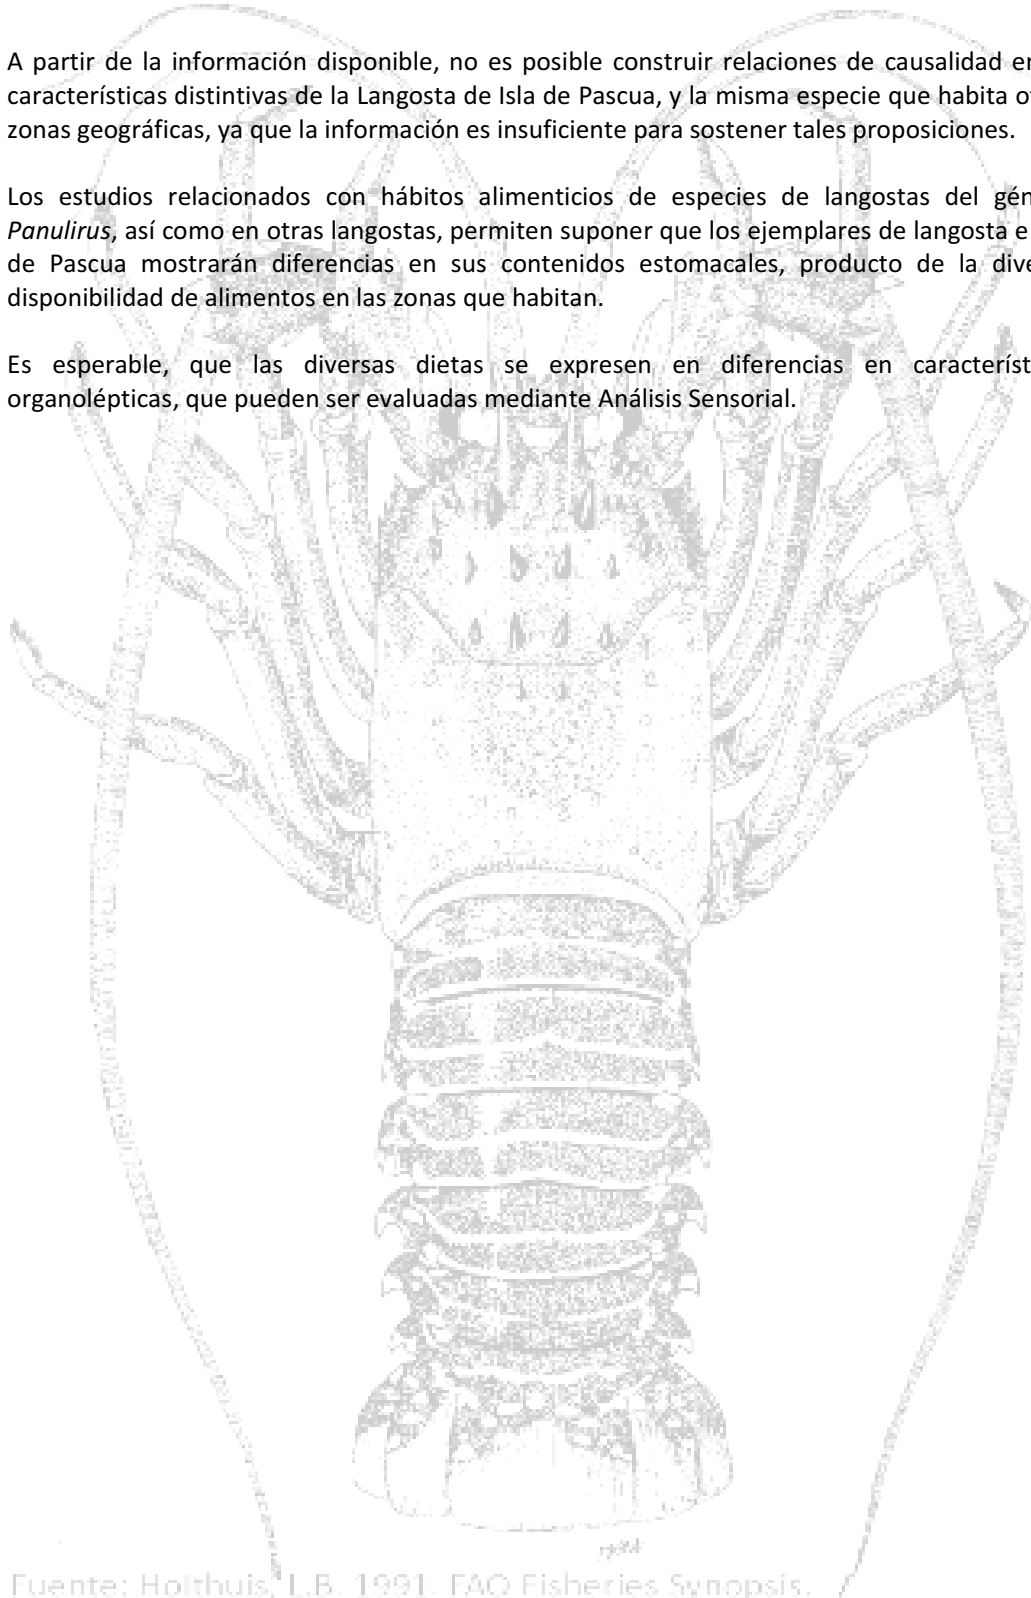 A partir de la información disponible, no es posible construir relaciones de causalidad en
características distintivas de la Langosta de Isla de Pascua, y la misma especie que habita ot
zonas geográficas, ya que la información es insuficiente para sostener tales proposiciones.
Los estudios relacionados con hábitos alimenticios de especies de langostas del gén
Panulirus, así como en otras langostas, permiten suponer que los ejemplares de langosta e
de Pascua mostrarán diferencias en sus contenidos estomacales, producto de la dive
disponibilidad de alimentos en las zonas que habitan.
Es esperable, que las diversas dietas se expresen en diferencias en característ
organolépticas, que pueden ser evaluadas mediante Análisis Sensorial.
Fuente: Holthuis, L.B. 1991. FAO Fisheries Synopsis.